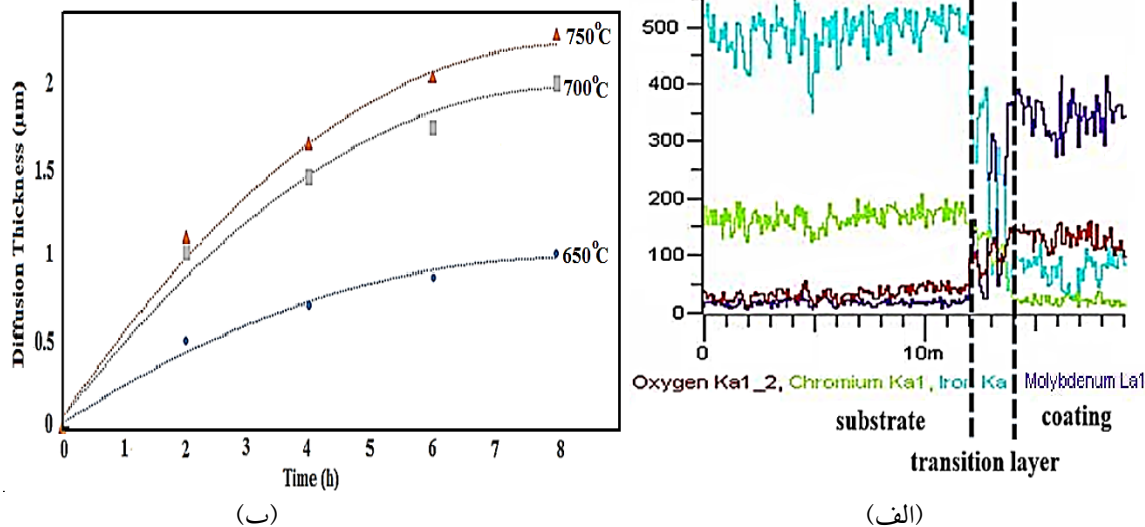 Diffusion Thickness (µm)
2
1.5
1
0.5
0
750°C
700°C
650°C
0 1 2 3 4 5 6 7 8
Time (h)
(ب)
500
400
300
200
100
0
0 10m
Oxygen Ka1_2, Chromium Ka1, Iron Ka Molybdenum La1
substrate coating
transition layer
(الف)